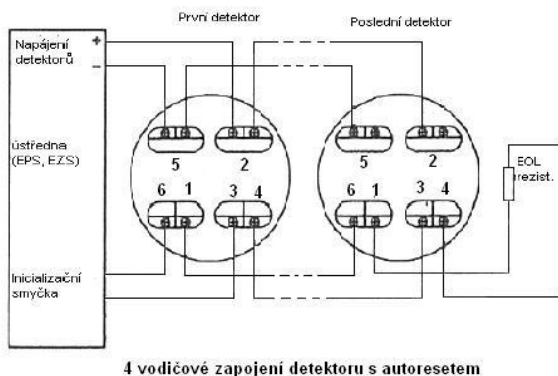 První detektor
Poslední detektor
Napájení
detektorů
+
–
ústředna
(EPS, EZS)
5
2
6 1 3 4
5
2
6 1 3 4
EOL
rezist.
Inicializační
smyčka
4 vodičové zapojení detektoru s autoresetem